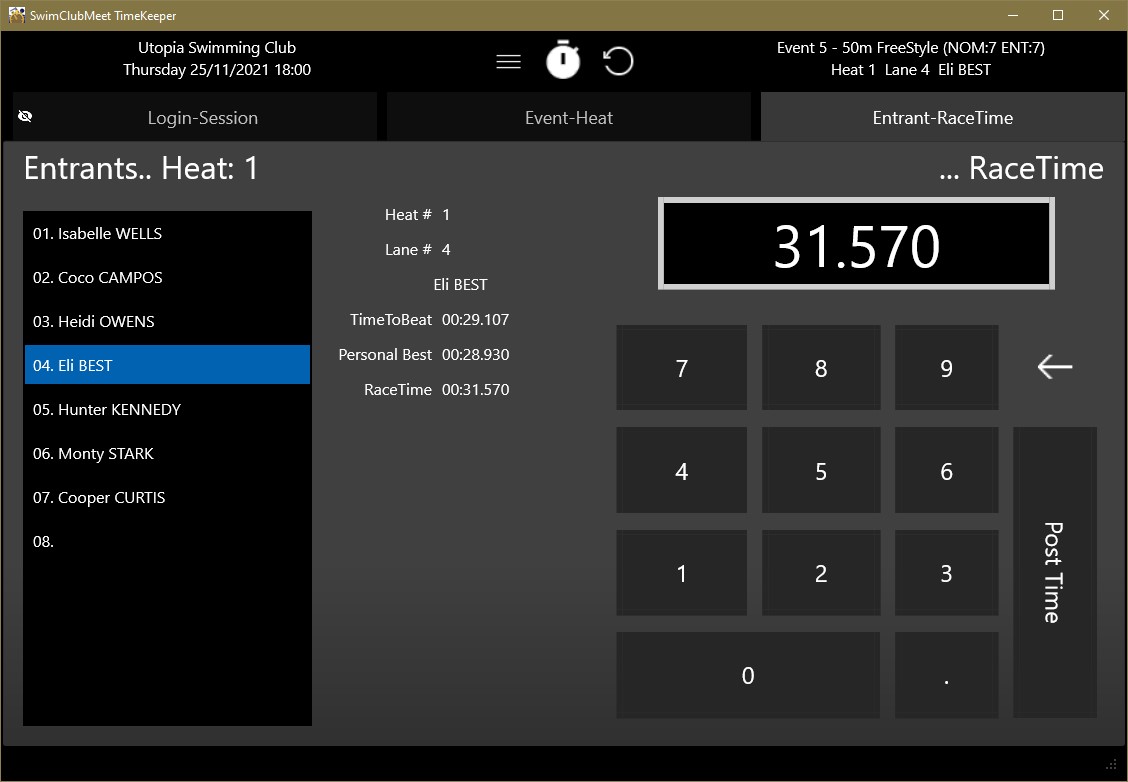 SwimClubMeet TimeKeeper
Utopia Swimming Club
Thursday 25/11/2021 18:00
Event 5 - 50m FreeStyle (NOM:7 ENT:7)
Heat 1 Lane 4 Eli BEST
Login-Session
Event-Heat
Entrant-RaceTime
Entrants.. Heat: 1
... RaceTime
01. Isabelle WELLS
02. Coco CAMPOS
03. Heidi OWENS
04. Eli BEST
05. Hunter KENNEDY
06. Monty STARK
07. Cooper CURTIS
08.
Heat # 1
Lane # 4
Eli BEST
TimeToBeat 00:29.107
Personal Best 00:28.930
RaceTime 00:31.570
31.570
7 8 9
4 5 6
1 2 3
0 .
Post Time